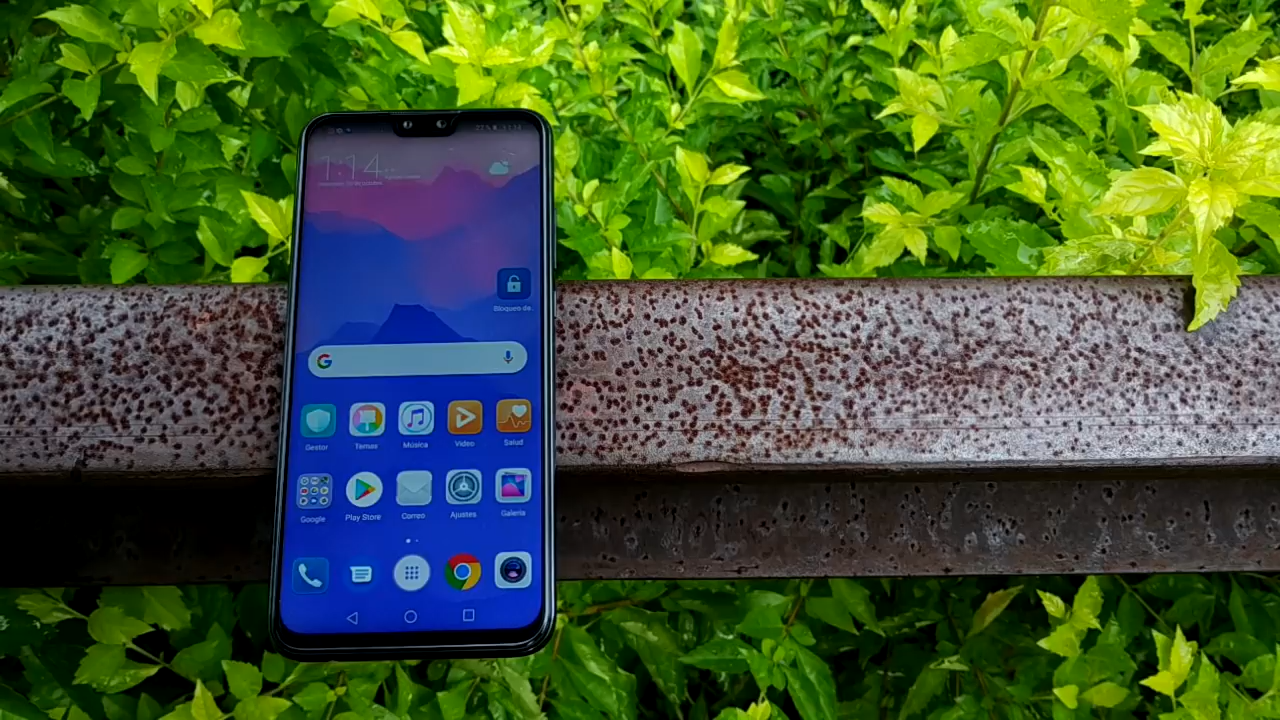 1:14
Bloqueo de.
Gestor Temas Música Video Salud
Google Play Store Correo Ajustes Galería